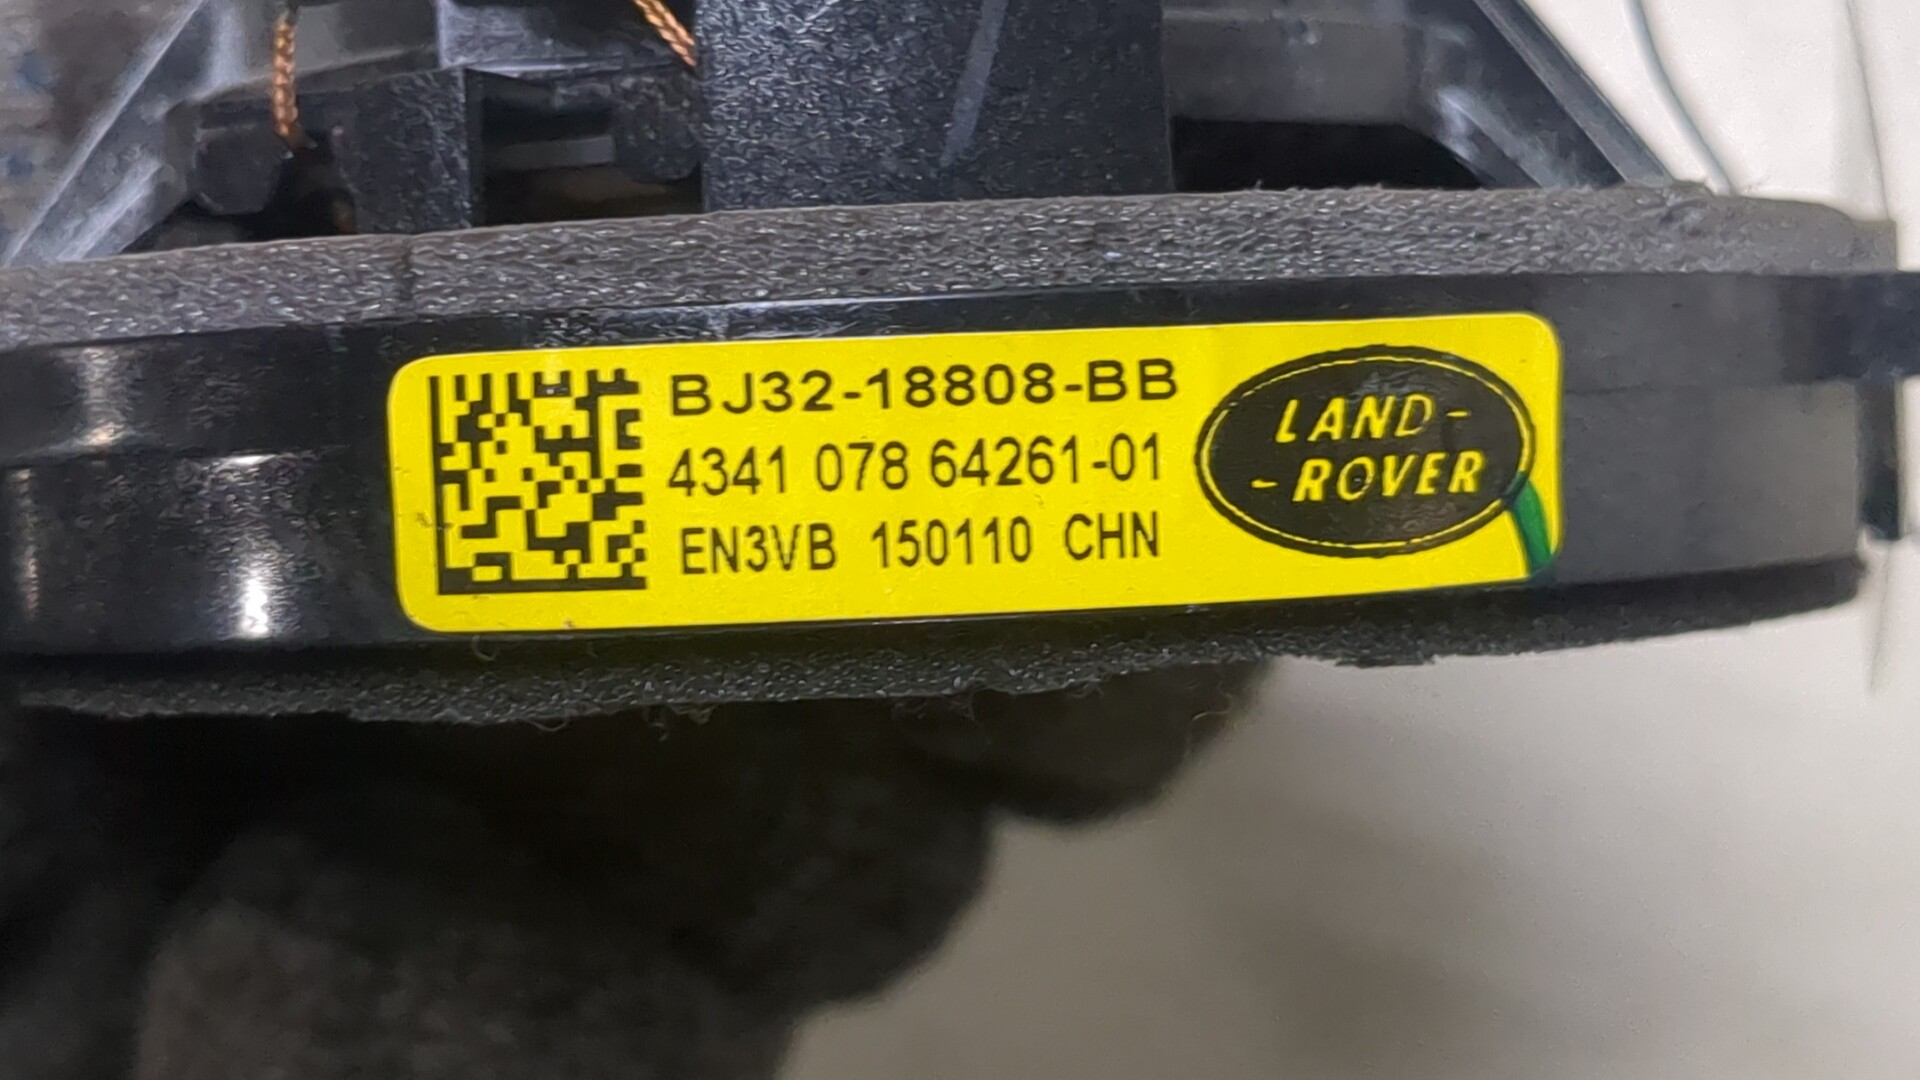 BJ32-18808-BB
4341 078 64261-01
EN3VB 150110 CHN
LAND-
-ROVER